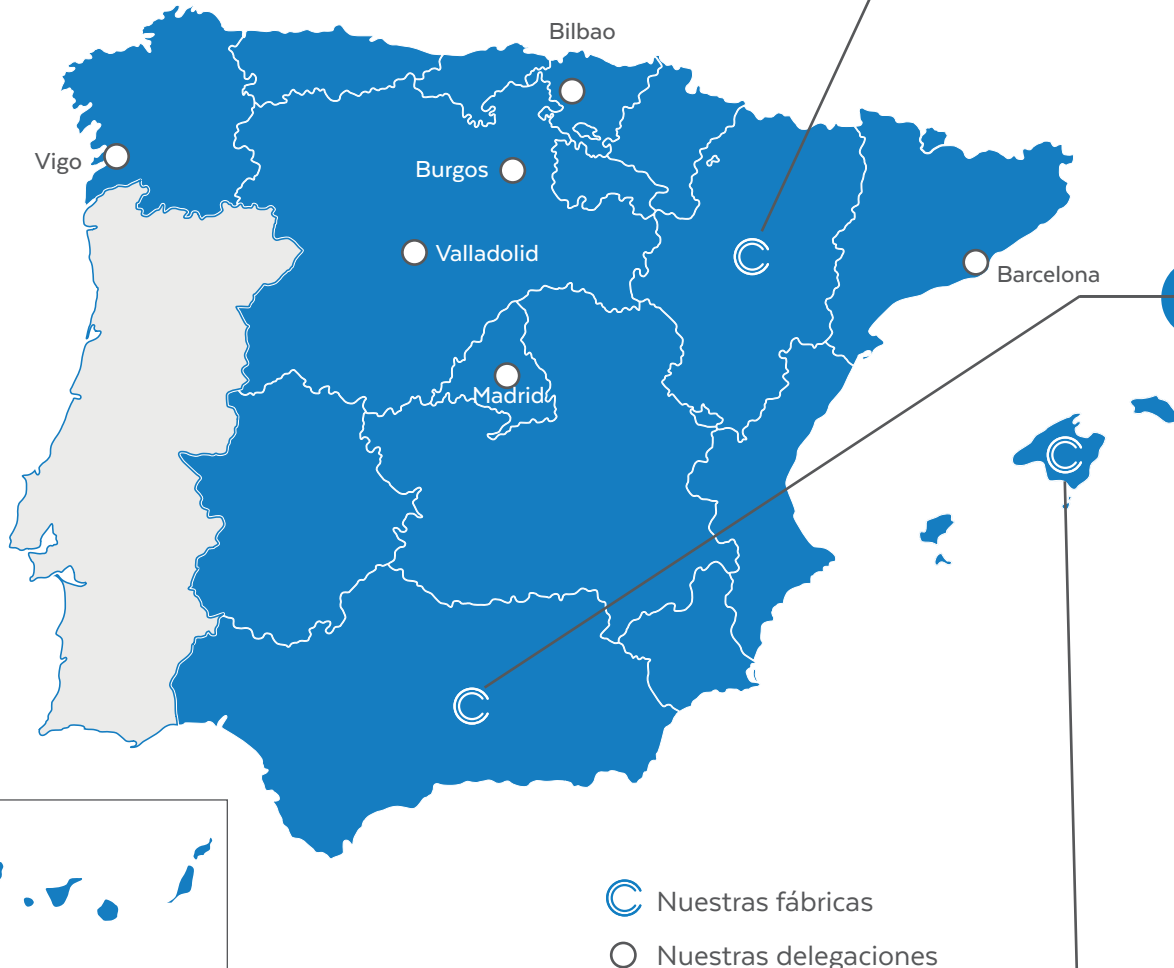 Bilbao
Vigo
Burgos
Valladolid
Barcelona
Madrid
Nuestras fábricas
Nuestras delegaciones